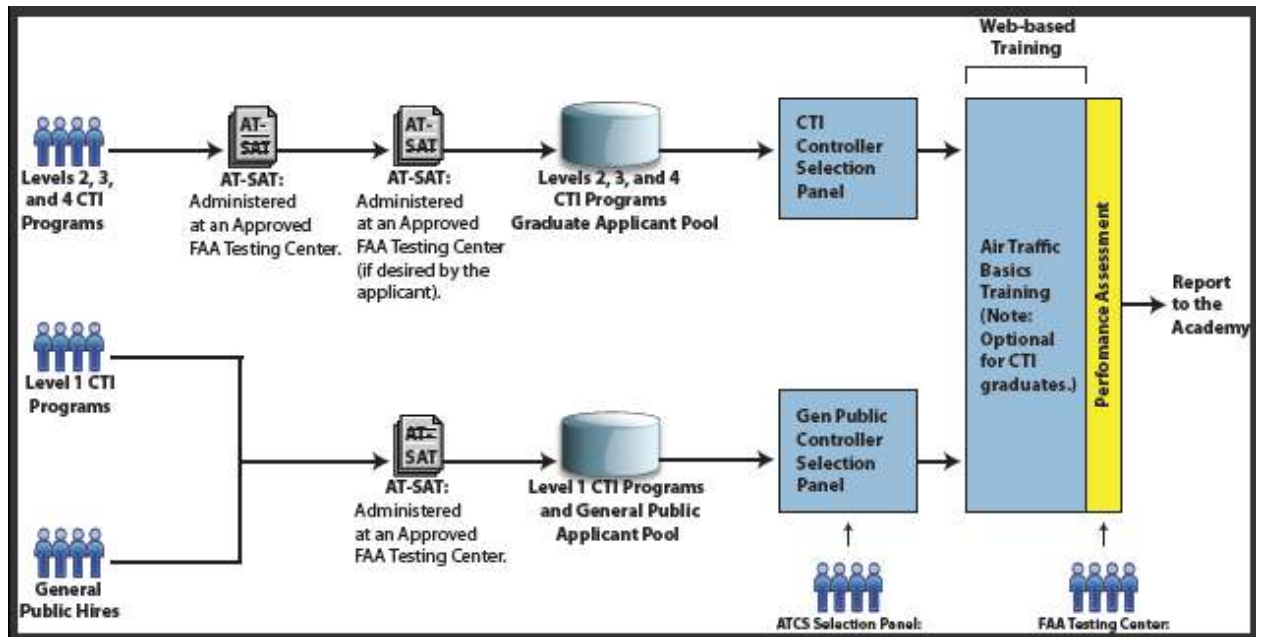 Web-based
Training
AT-
SAT
AT-
SAT
CTI
Controller
Selection
Panel
Levels 2, 3,
and 4 CTI
Programs
AT-SAT:
Administered
at an Approved
FAA Testing Center.
AT-SAT:
Administered
at an Approved
FAA Testing Center
(if desired by the
applicant).
Levels 2, 3, and 4
CTI Programs
Graduate Applicant Pool
Air Traffic
Basics
Training
(Note:
Optional
for CTI
graduates.)
Perfomance Assessment
Report
to the
Academy
Level 1 CTI
Programs
AT-
SAT
AT-SAT:
Administered
at an Approved
FAA Testing Center.
Level 1 CTI Programs
and General Public
Applicant Pool
Gen Public
Controller
Selection
Panel
General
Public Hires
ATCS Selection Panel:
FAA Testing Center: